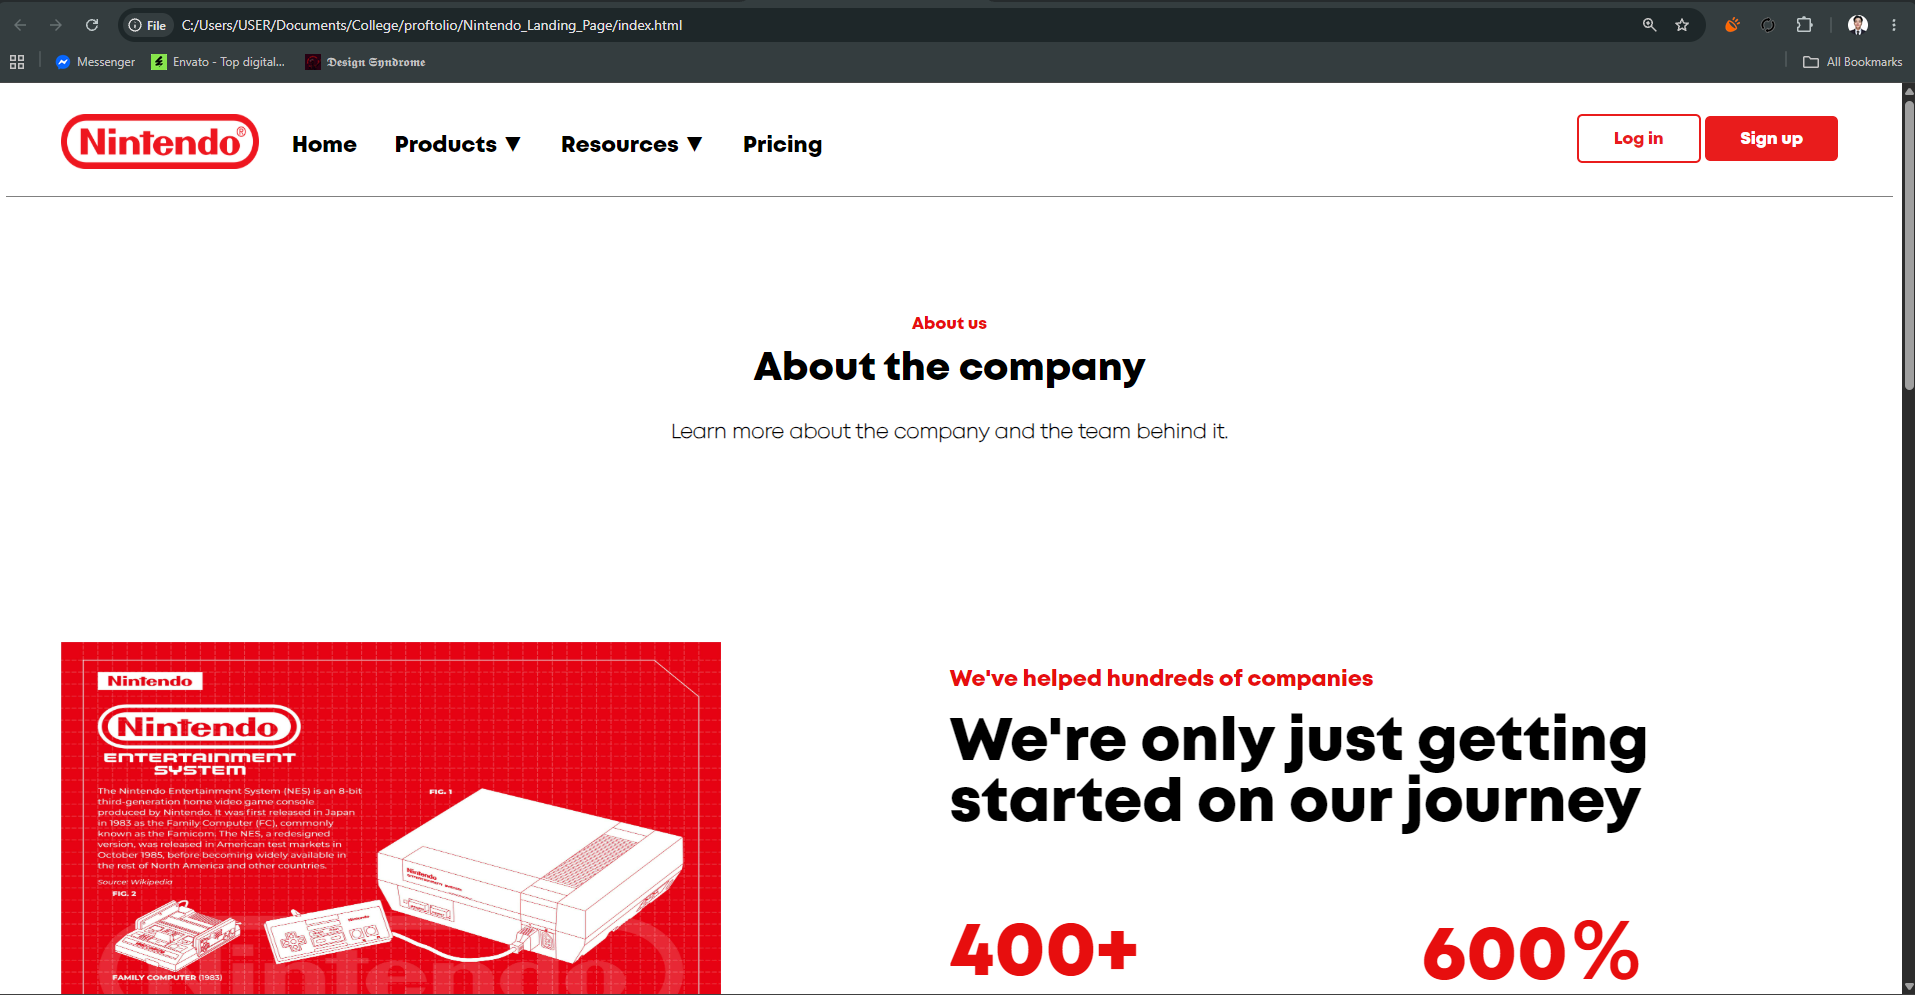 File C:/Users/USER/Documents/College/proftolio/Nintendo_Landing_Page/index.html
Messenger Envato - Top digital... Design Syndrome All Bookmarks
Nintendo® Home Products ▼ Resources ▼ Pricing Log in Sign up
About us
About the company
Learn more about the company and the team behind it.
Nintendo
Nintendo
ENTERTAINMENT
SYSTEM
The Nintendo Entertainment System (NES) is an 8-bit
third-generation home video game console
produced by Nintendo. It was first released in Japan
in 1983 as the Family Computer (FC), commonly
known as the Famicom. The NES, a redesigned
version, was released in American test markets in
October 1985, before becoming widely available in
the rest of North America and other countries.
Source: Wikipedia
FIG. 1
FIG. 2
Nintendo
Nintendo
FAMILY COMPUTER (1983)
Nintendo
We've helped hundreds of companies
We're only just getting
started on our journey
400+ 600%